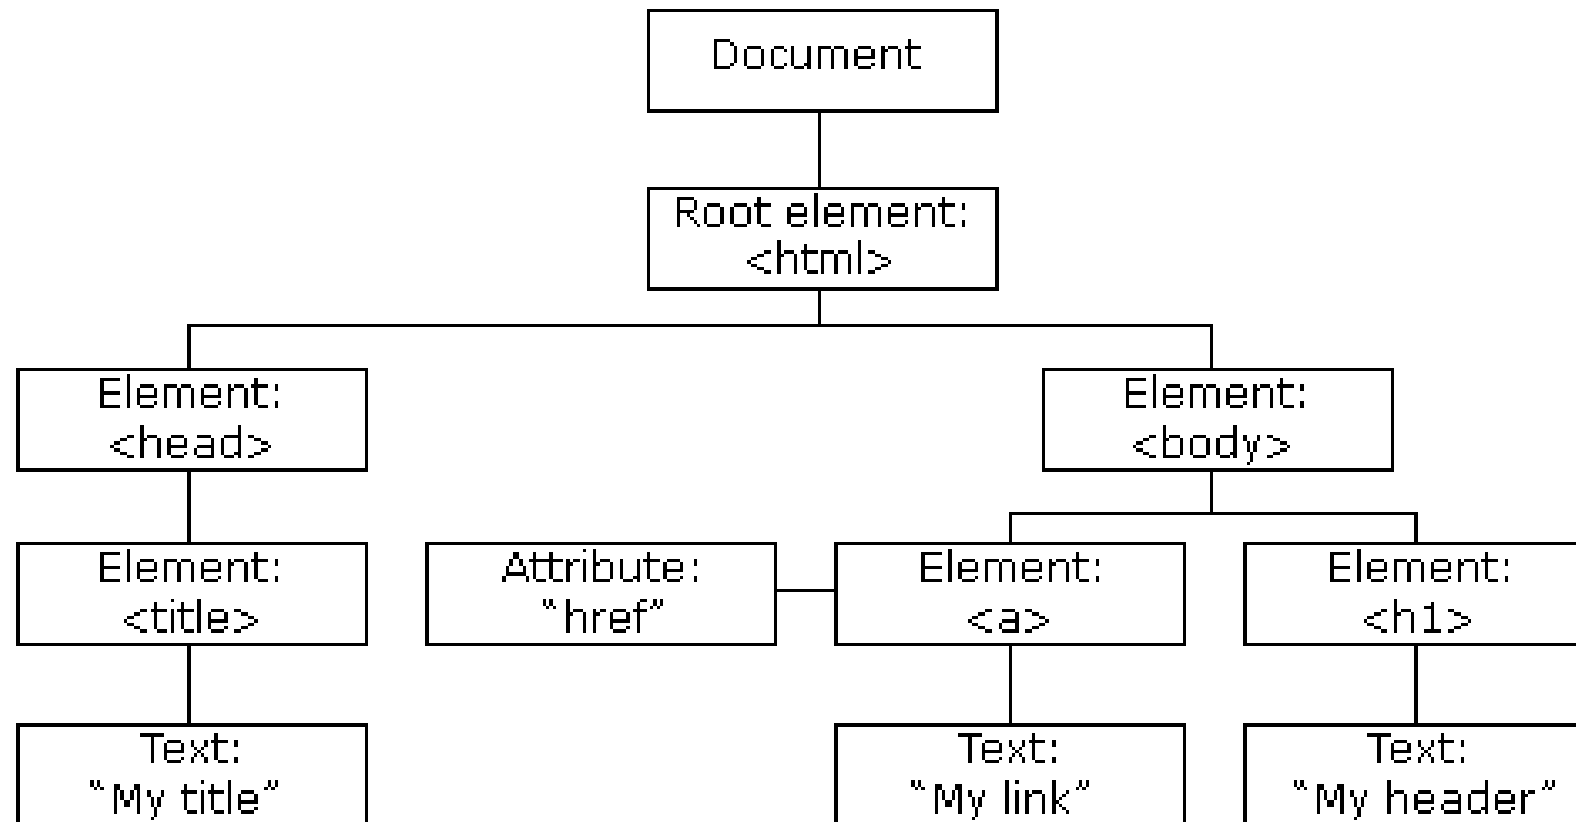 Document
Root element:
<html>
Element:
<head>
Element:
<body>
Element:
<title>
Attribute:
“href”
Element:
<a>
Element:
<h1>
Text:
“My title”
Text:
“My link”
Text:
“My header”